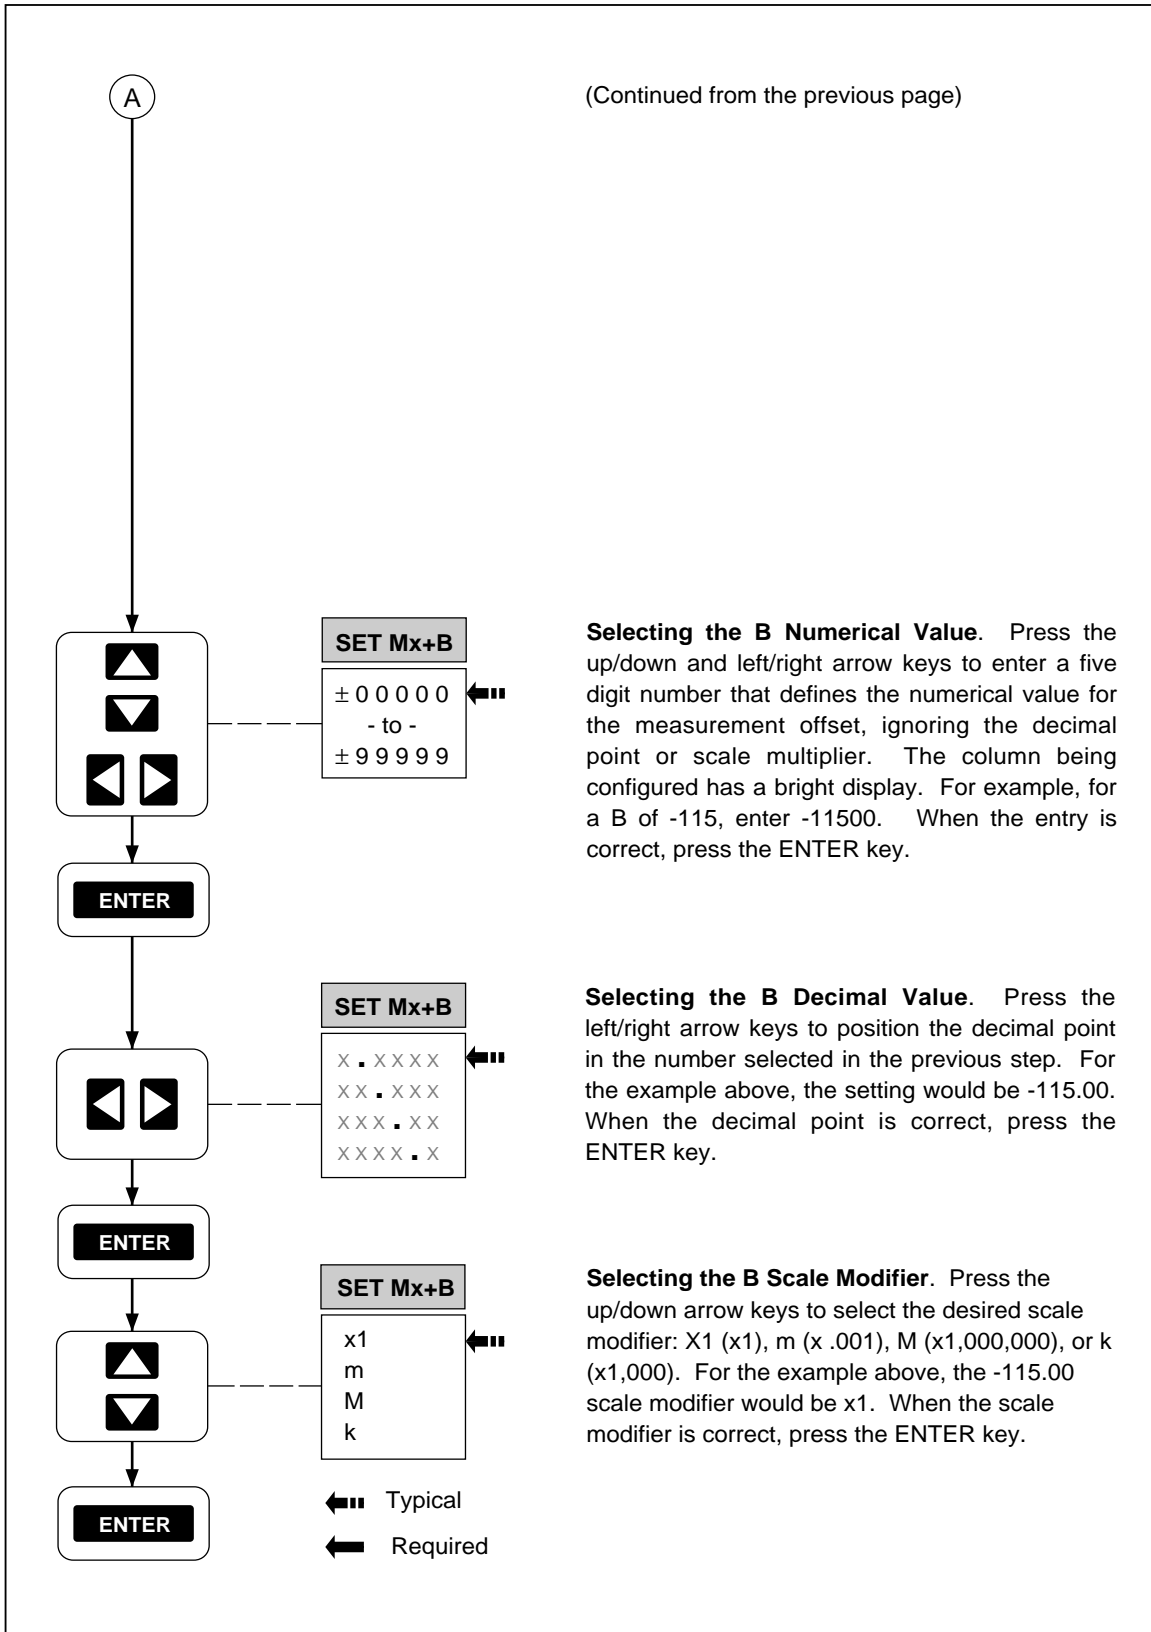 A
(Continued from the previous page)
SET Mx+B
±00000
- to -
±99999
Selecting the B Numerical Value. Press the
up/down and left/right arrow keys to enter a five
digit number that defines the numerical value for
the measurement offset, ignoring the decimal
point or scale multiplier. The column being
configured has a bright display. For example, for
a B of -115, enter -11500. When the entry is
correct, press the ENTER key.
ENTER
SET Mx+B
x.xxxx
xx.xxx
xxx.xx
xxxx.x
Selecting the B Decimal Value. Press the
left/right arrow keys to position the decimal point
in the number selected in the previous step. For
the example above, the setting would be -115.00.
When the decimal point is correct, press the
ENTER key.
ENTER
SET Mx+B
x1
m
M
k
Selecting the B Scale Modifier. Press the
up/down arrow keys to select the desired scale
modifier: X1 (x1), m (x .001), M (x1,000,000), or k
(x1,000). For the example above, the -115.00
scale modifier would be x1. When the scale
modifier is correct, press the ENTER key.
ENTER
Typical
Required